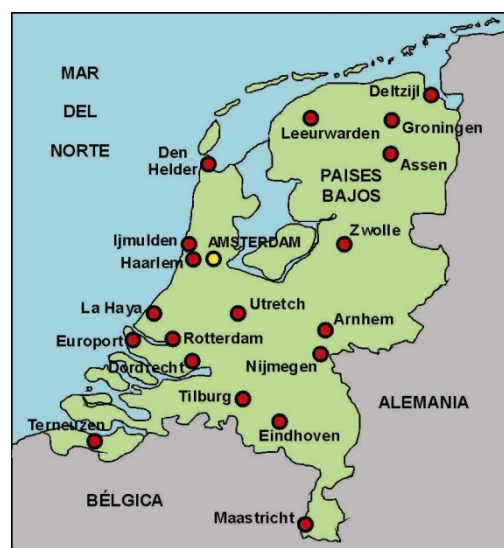 MAR
DEL
NORTE
Deltzijl
Leeurwarden
Groningen
Den
Helder
Assen
PAISES
BAJOS
Ijmulden
AMSTERDAM
Zwolle
Haarlem
La Haya
Utretch
Arnhem
Europort
Rotterdam
Dordrecht
Nijmegen
Tilburg
ALEMANIA
Terneuzen
Eindhoven
BÉLGICA
Maastricht